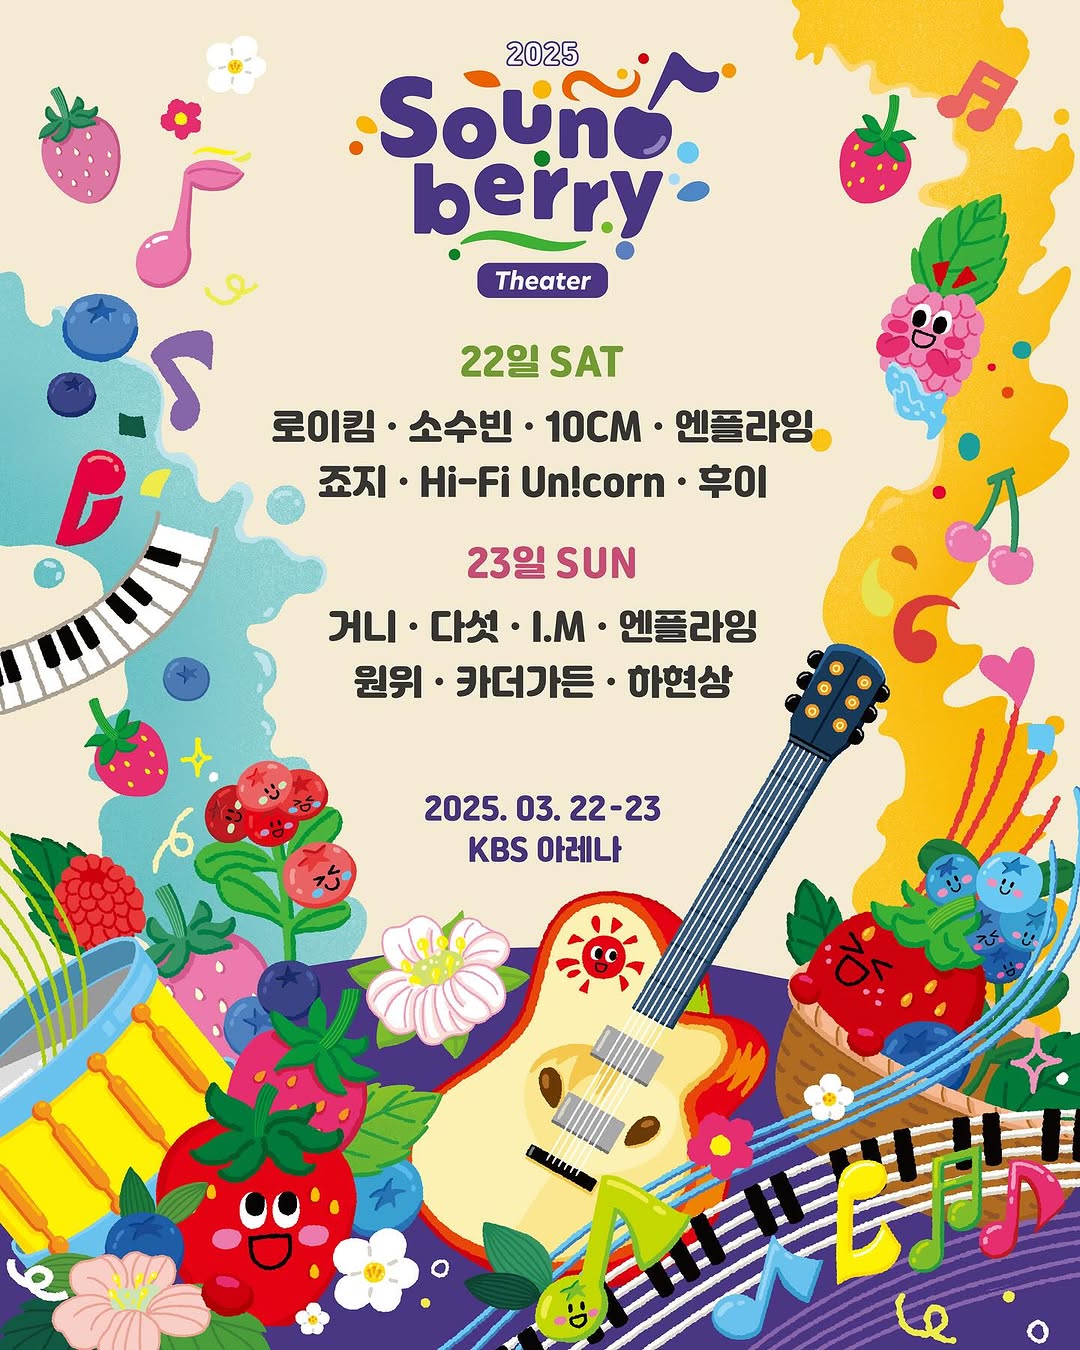 2025
Sound
berry
Theater
22일 SAT
로이킴 · 소수빈 · 10CM · 엔플라잉
죠지 · Hi-Fi Un!corn · 후이
23일 SUN
거니 · 다섯 · I.M · 엔플라잉
원위 · 카더가든 · 하현상
2025. 03. 22-23
KBS 아레나